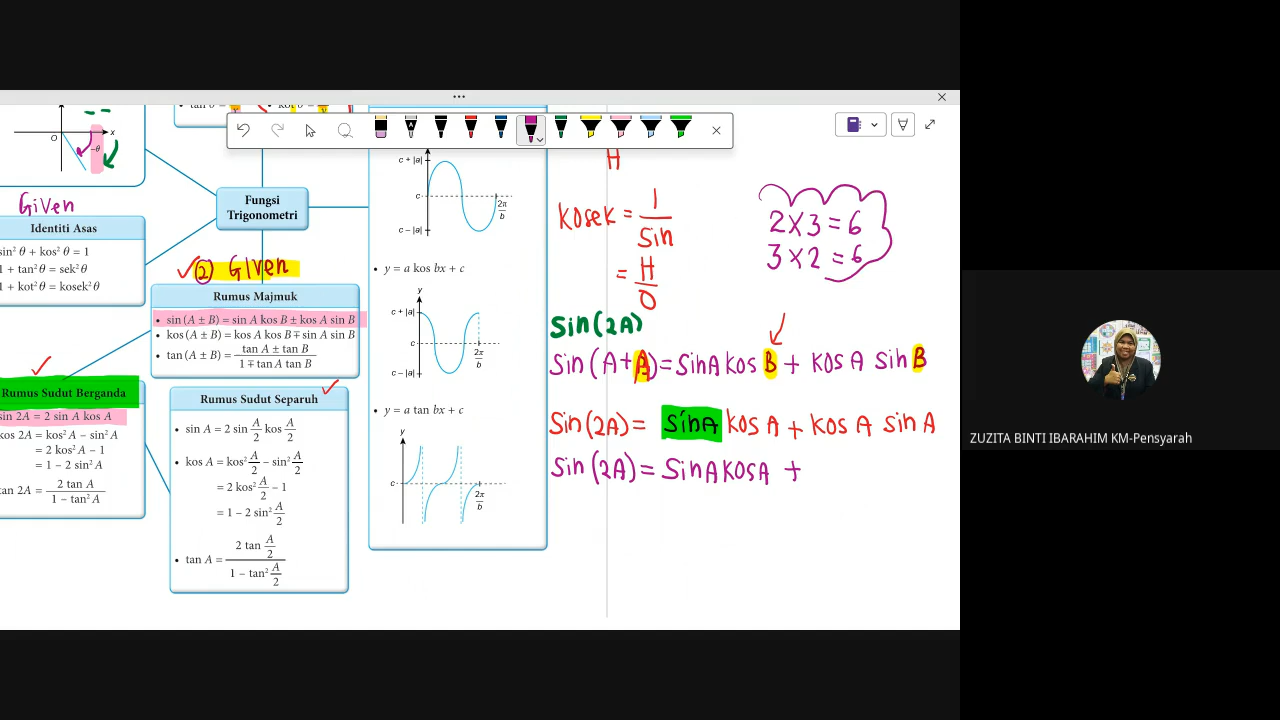 O
x
−θ
Given
Identiti Asas
sin² θ + kos² θ = 1
1 + tan² θ = sek² θ
1 + kot² θ = kosek² θ
Fungsi
Trigonometri
② Given
Rumus Majmuk
• sin (A ± B) = sin A kos B ± kos A sin B
• kos (A ± B) = kos A kos B ∓ sin A sin B
• tan (A ± B) = (tan A ± tan B)/(1 ∓ tan A tan B)
Rumus Sudut Berganda
sin 2A = 2 sin A kos A
kos 2A = kos² A − sin² A
= 2 kos² A − 1
= 1 − 2 sin² A
tan 2A = (2 tan A)/(1 − tan² A)
Rumus Sudut Separuh
• sin A = 2 sin A/2 kos A/2
• kos A = kos² A/2 − sin² A/2
= 2 kos² A/2 − 1
= 1 − 2 sin² A/2
• tan A = (2 tan A/2)/(1 − tan² A/2)
c + |a|
c
c − |a|
2π/b
• y = a kos bx + c
y
c + |a|
c
c − |a|
2π/b
• y = a tan bx + c
y
c
2π/b
H
kosek = 1/sin
= H/O
2 × 3 = 6
3 × 2 = 6
Sin(2A)
Sin(A+A) = SinA kos B + kos A sin B
Sin(2A) = SinA kos A + kos A sin A
Sin(2A) = SinA kosA +
ZUZITA BINTI IBARAHIM KM-Pensyarah